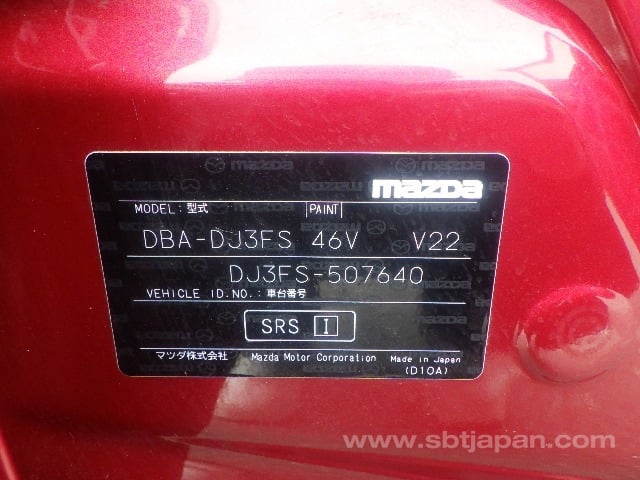 mazda
MODEL: 型式 PAINT
DBA-DJ3FS 46V V22
DJ3FS-507640
VEHICLE ID.NO.: 車台番号
SRS I
マツダ株式会社 Mazda Motor Corporation Made in Japan
(D10A)
www.sbtjapan.com